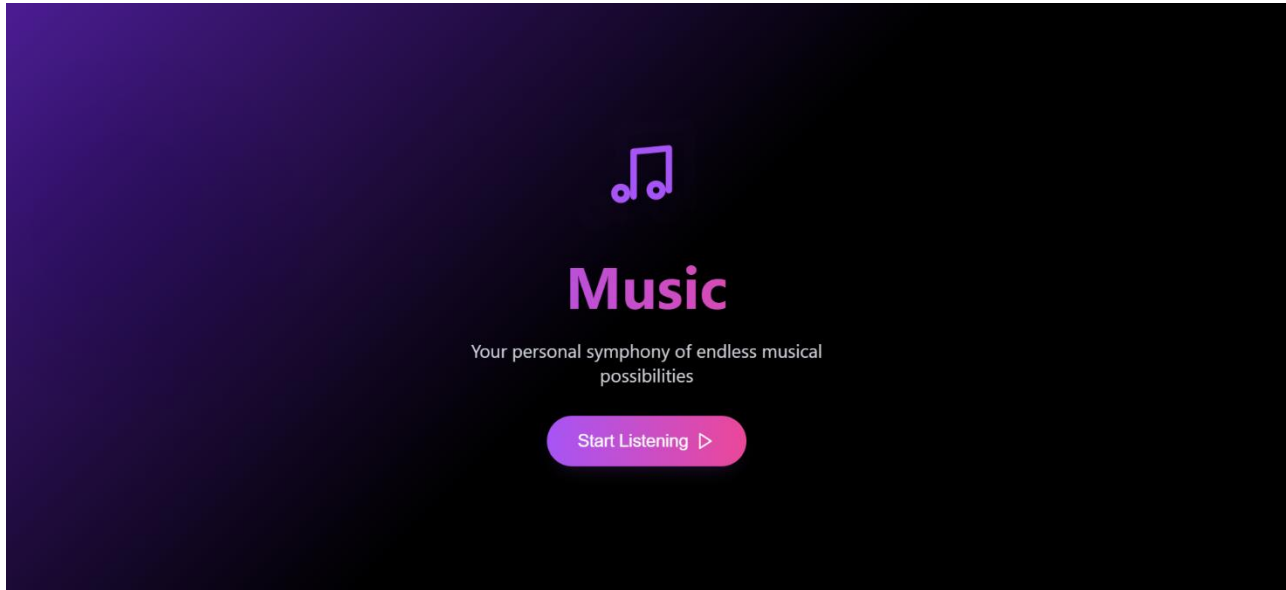 Music
Your personal symphony of endless musical
possibilities
Start Listening